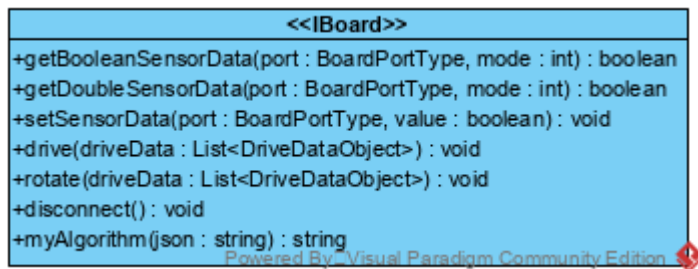 <<IBoard>>
+getBooleanSensorData(port : BoardPortType, mode : int) : boolean
+getDoubleSensorData(port : BoardPortType, mode : int) : boolean
+setSensorData(port : BoardPortType, value : boolean) : void
+drive(driveData : List<DriveDataObject>) : void
+rotate(driveData : List<DriveDataObject>) : void
+disconnect() : void
+myAlgorithm(json : string) : string
Powered By Visual Paradigm Community Edition